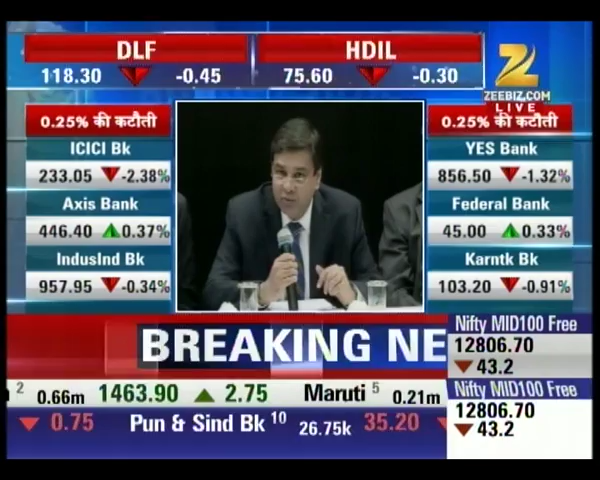 DLF
118.30 -0.45
HDIL
75.60 -0.30
Z
ZEEBIZ.COM
LIVE
0.25% की कटौती
ICICI Bk
233.05 -2.38%
Axis Bank
446.40 0.37%
IndusInd Bk
957.95 -0.34%
0.25% की कटौती
YES Bank
856.50 -1.32%
Federal Bank
45.00 0.33%
Karntk Bk
103.20 -0.91%
BREAKING NE
Nifty MID100 Free
12806.70
43.2
2 0.66m 1463.90 2.75 Maruti 5 0.21m
0.75 Pun & Sind Bk 10 26.75k 35.20
Nifty MID100 Free
12806.70
43.2